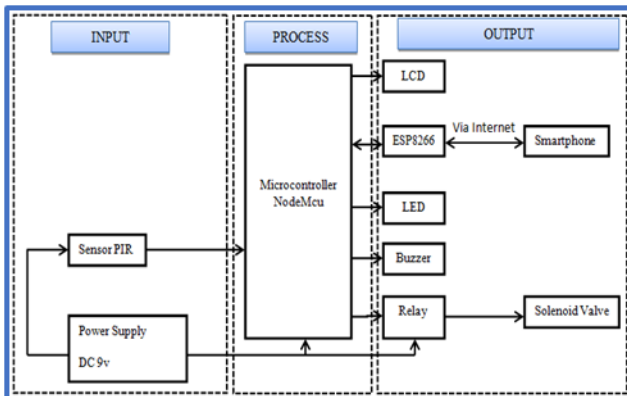 INPUT
PROCESS
OUTPUT
LCD
ESP8266
Via Internet
Smartphone
Microcontroller
NodeMcu
LED
Sensor PIR
Buzzer
Relay
Solenoid Valve
Power Supply
DC 9v